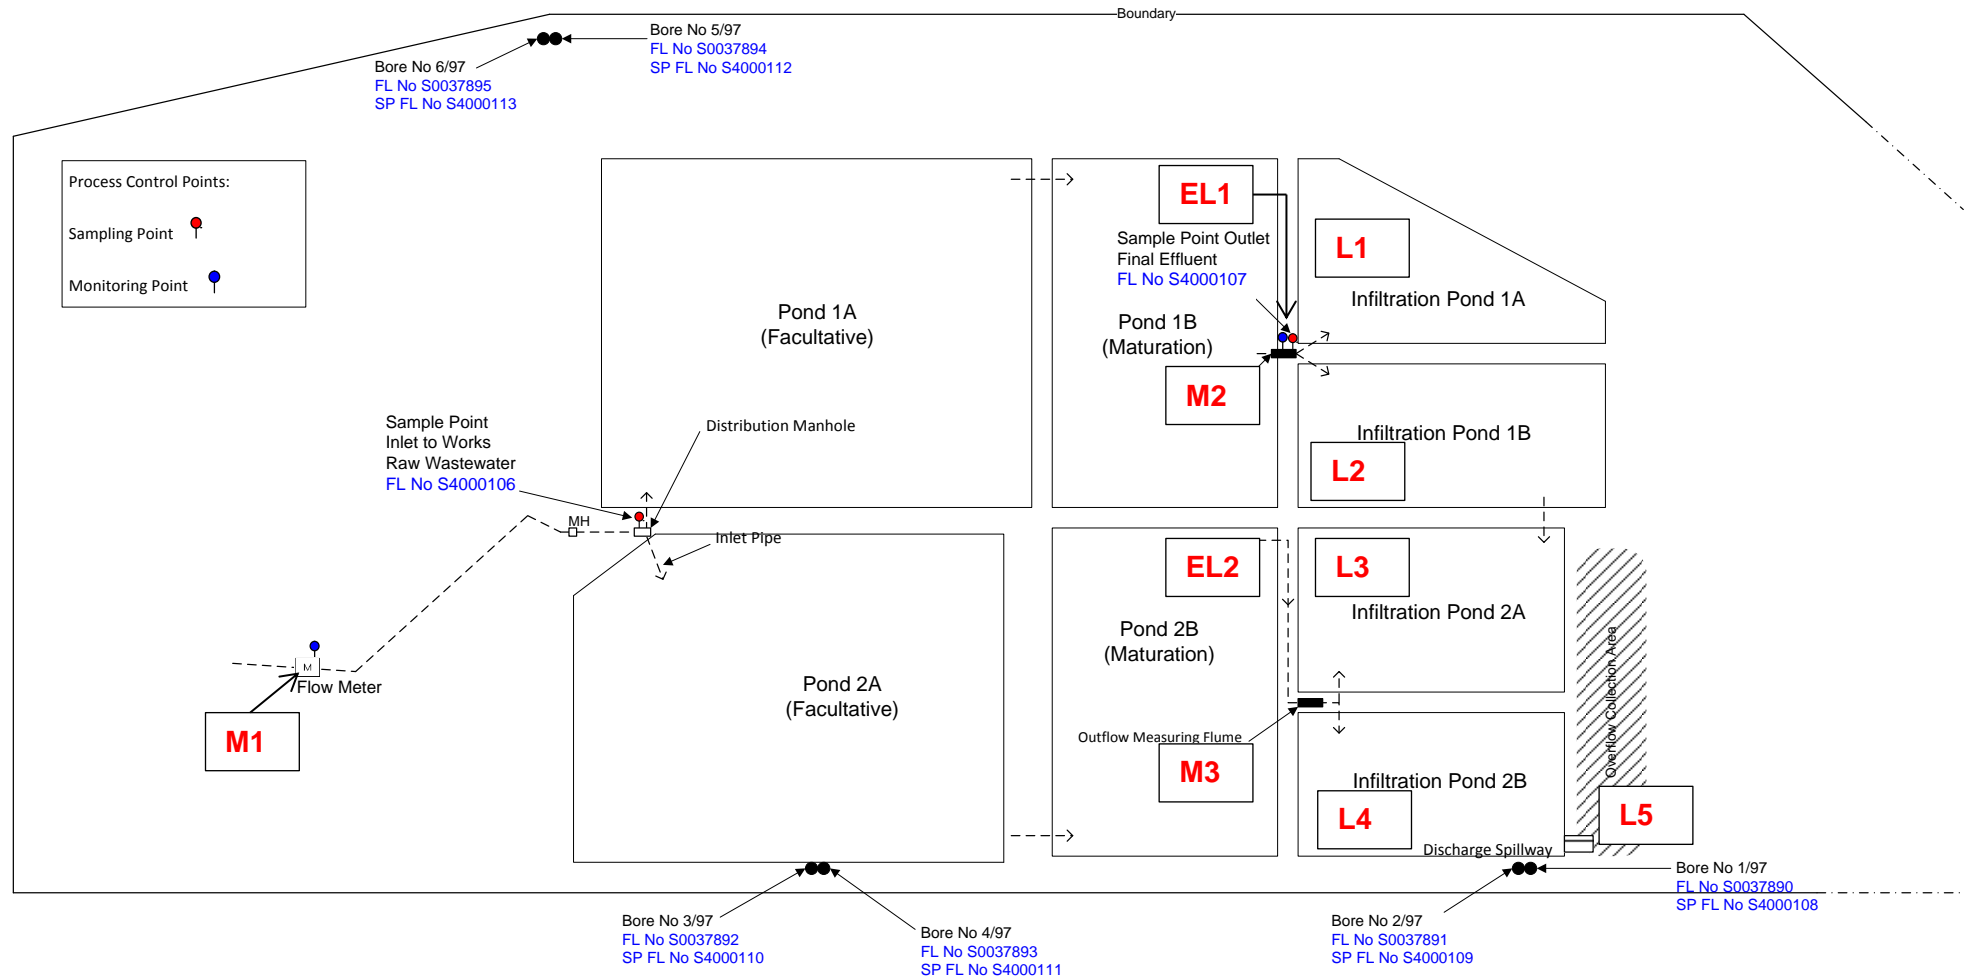 Boundary
Bore No 5/97
FL No S0037894
SP FL No S4000112
Bore No 6/97
FL No S0037895
SP FL No S4000113
Process Control Points:
Sampling Point
Monitoring Point
EL1
Sample Point Outlet
Final Effluent
FL No S4000107
L1
Infiltration Pond 1A
Pond 1A
(Facultative)
Pond 1B
(Maturation)
M2
Infiltration Pond 1B
L2
Sample Point
Inlet to Works
Raw Wastewater
FL No S4000106
Distribution Manhole
MH
Inlet Pipe
EL2
L3
Infiltration Pond 2A
Pond 2B
(Maturation)
M
Flow Meter
M1
Pond 2A
(Facultative)
Outflow Measuring Flume
M3
Infiltration Pond 2B
L4
Overflow Collection Area
L5
Discharge Spillway
Bore No 1/97
FL No S0037890
SP FL No S4000108
Bore No 3/97
FL No S0037892
SP FL No S4000110
Bore No 4/97
FL No S0037893
SP FL No S4000111
Bore No 2/97
FL No S0037891
SP FL No S4000109